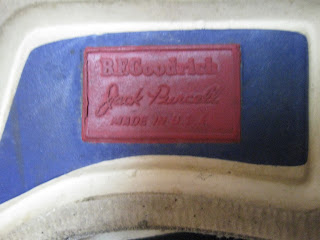 B.F.Goodrich
Jack Purcell
MADE IN U.S.A.